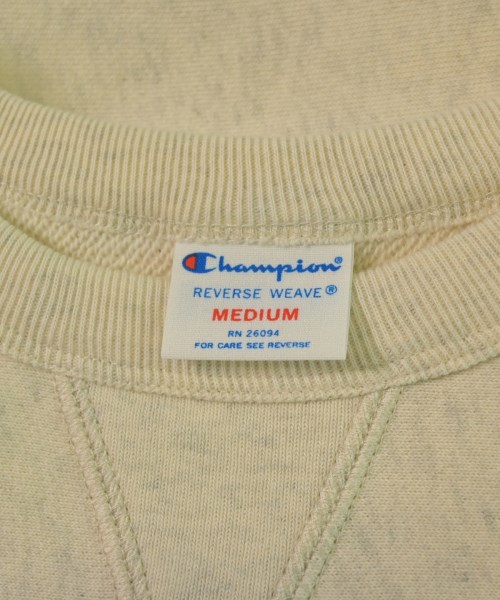 Champion®
REVERSE WEAVE®
MEDIUM
RN 26094
FOR CARE SEE REVERSE